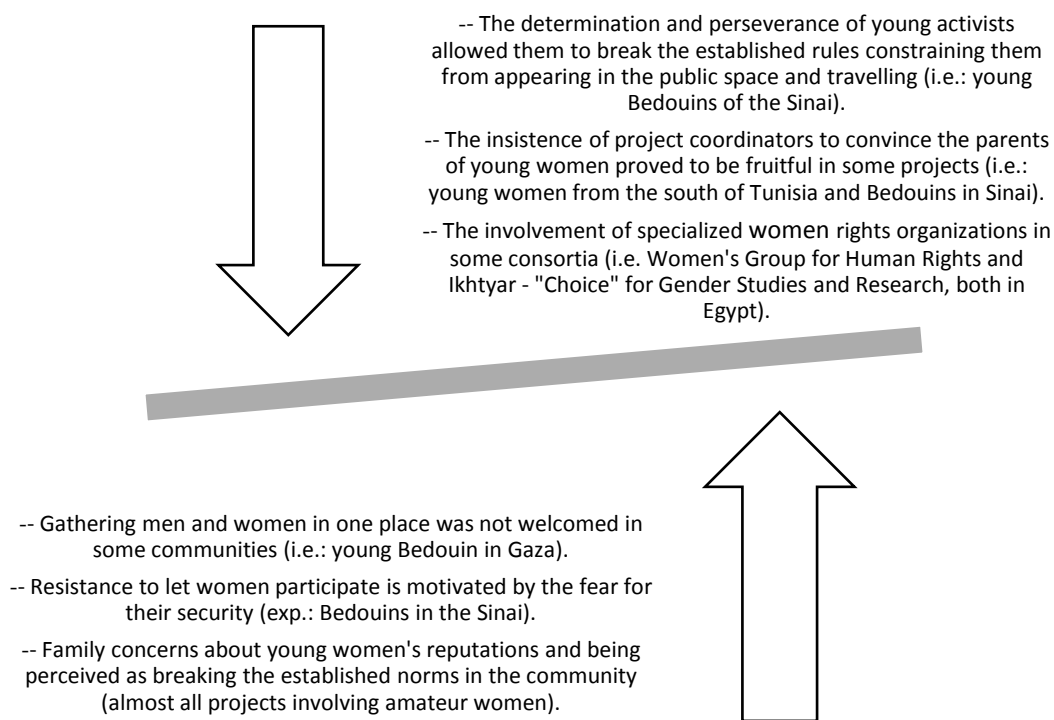 -- The determination and perseverance of young activists
allowed them to break the established rules constraining them
from appearing in the public space and travelling (i.e.: young
Bedouins of the Sinai).
-- The insistence of project coordinators to convince the parents
of young women proved to be fruitful in some projects (i.e.:
young women from the south of Tunisia and Bedouins in Sinai).
-- The involvement of specialized women rights organizations in
some consortia (i.e. Women's Group for Human Rights and
Ikhtyar - "Choice" for Gender Studies and Research, both in
Egypt).
-- Gathering men and women in one place was not welcomed in
some communities (i.e.: young Bedouin in Gaza).
-- Resistance to let women participate is motivated by the fear for
their security (exp.: Bedouins in the Sinai).
-- Family concerns about young women's reputations and being
perceived as breaking the established norms in the community
(almost all projects involving amateur women).